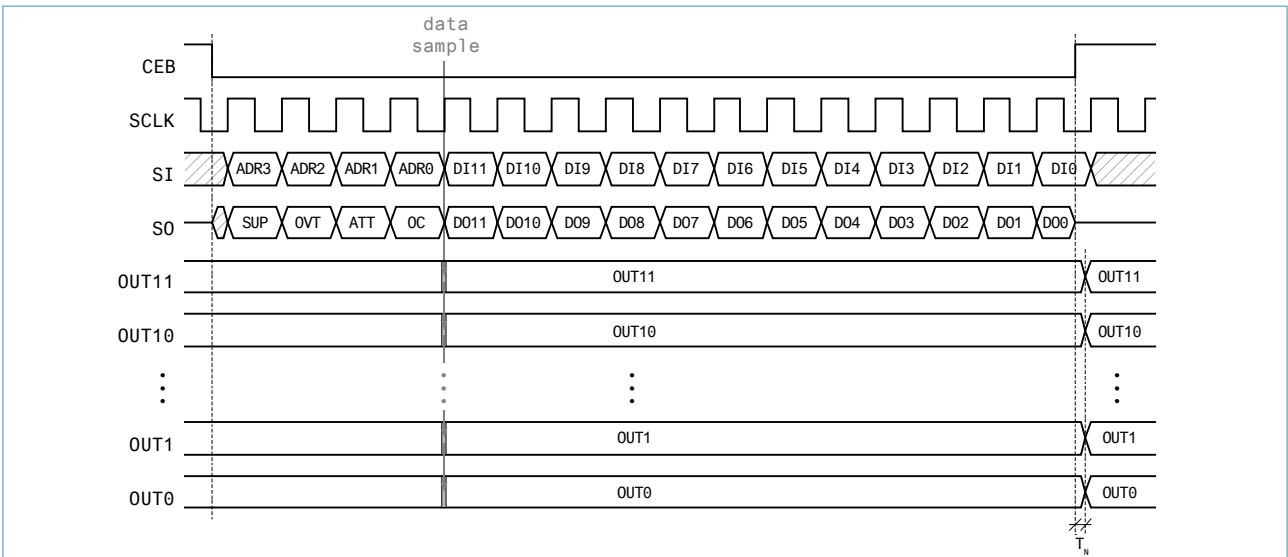 data
sample
CEB
SCLK
SI ADR3 ADR2 ADR1 ADR0 DI11 DI10 DI9 DI8 DI7 DI6 DI5 DI4 DI3 DI2 DI1 DI0
SO SUP OVT ATT OC DO11 DO10 DO9 DO8 DO7 DO6 DO5 DO4 DO3 DO2 DO1 DO0
OUT11 OUT11 OUT11
OUT10 OUT10 OUT10
OUT1 OUT1 OUT1
OUT0 OUT0 OUT0
TN